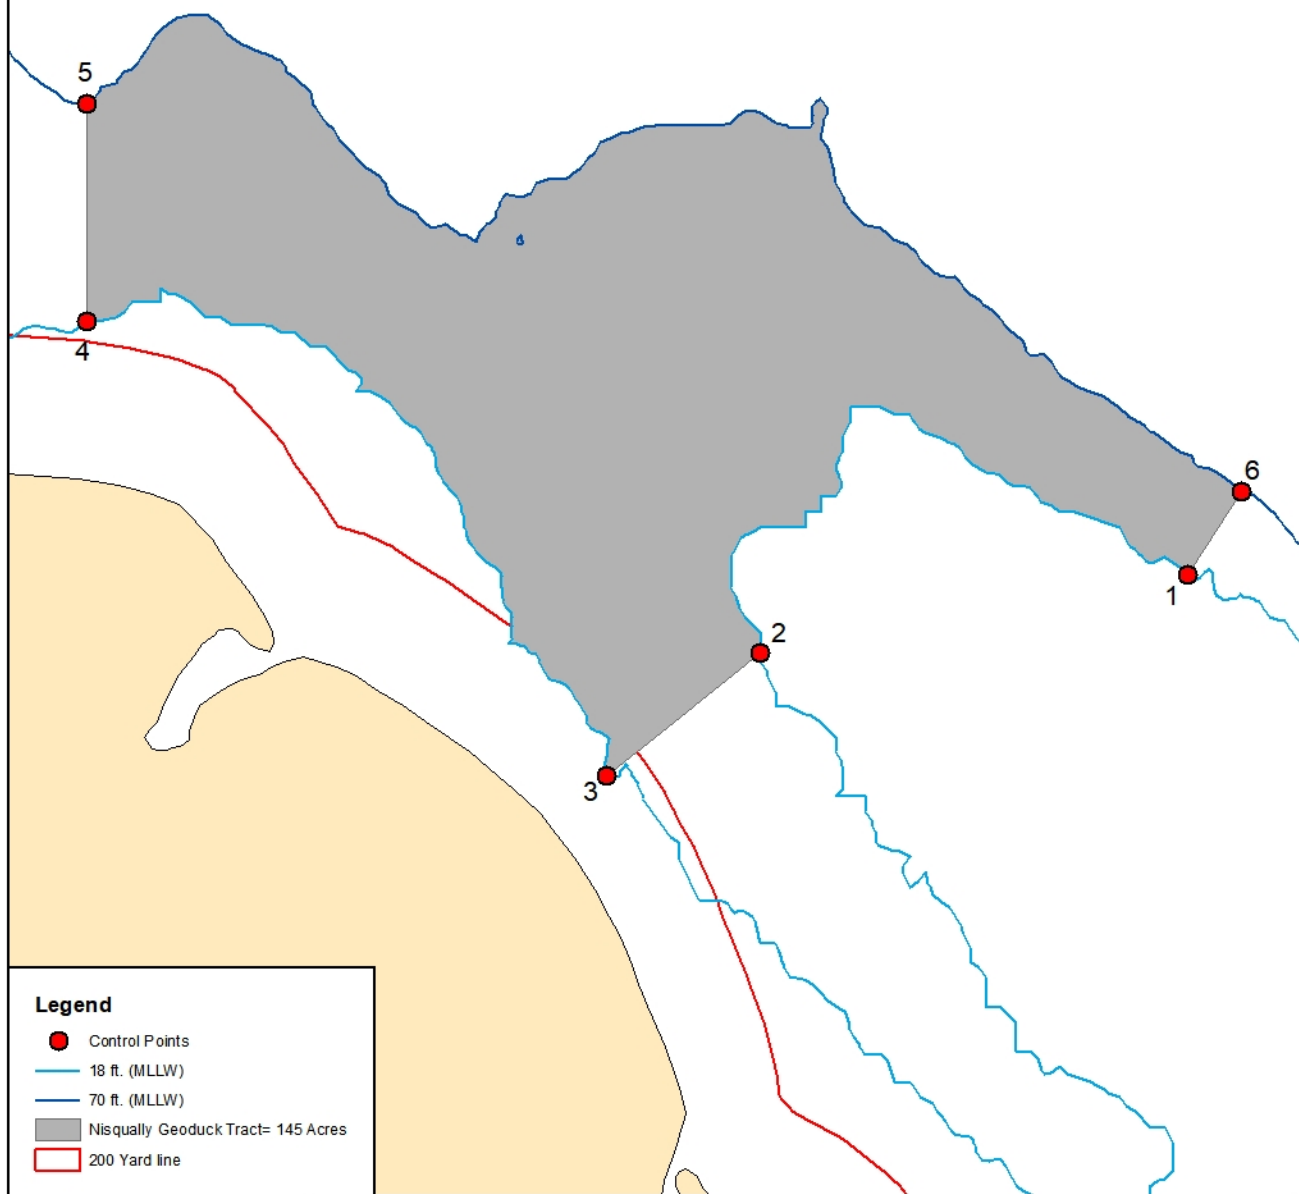 5
6
4
1
2
3
Legend
Control Points
18 ft. (MLLW)
70 ft. (MLLW)
Nisqually Geoduck Tract= 145 Acres
200 Yard line